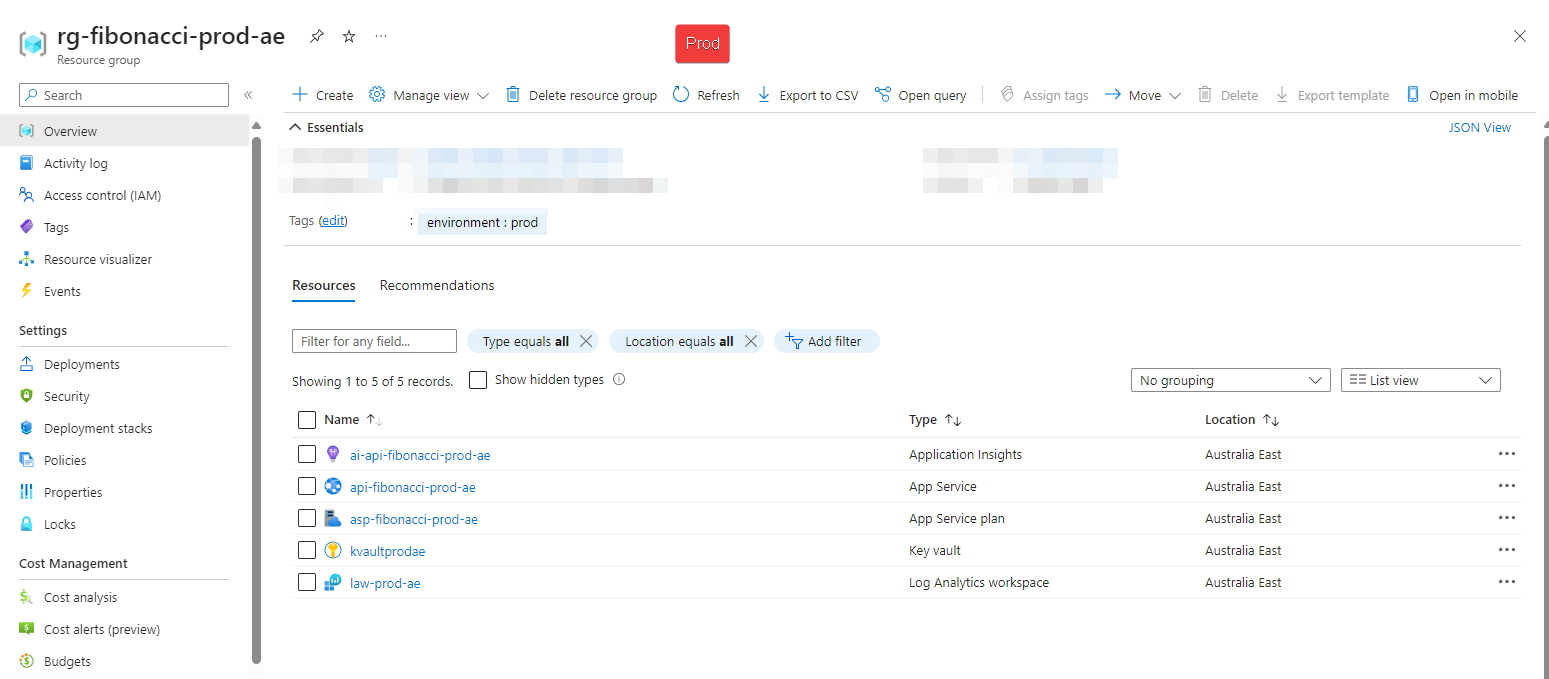 rg-fibonacci-prod-ae ...
Resource group
Prod
Search
Overview
Activity log
Access control (IAM)
Tags
Resource visualizer
Events
Settings
Deployments
Security
Deployment stacks
Policies
Properties
Locks
Cost Management
Cost analysis
Cost alerts (preview)
Budgets
Create Manage view Delete resource group Refresh Export to CSV Open query Assign tags Move Delete Export template Open in mobile
Essentials JSON View
Tags (edit) : environment : prod
Resources Recommendations
Filter for any field... Type equals all Location equals all Add filter
Showing 1 to 5 of 5 records. Show hidden types No grouping List view
Name Type Location
ai-api-fibonacci-prod-ae Application Insights Australia East
api-fibonacci-prod-ae App Service Australia East
asp-fibonacci-prod-ae App Service plan Australia East
kvaultprodae Key vault Australia East
law-prod-ae Log Analytics workspace Australia East